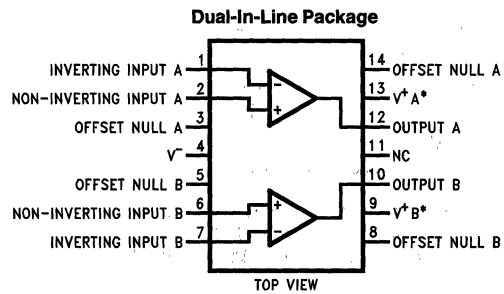 Dual-In-Line Package
INVERTING INPUT A 1
NON-INVERTING INPUT A 2
OFFSET NULL A 3
V⁻ 4
OFFSET NULL B 5
NON-INVERTING INPUT B 6
INVERTING INPUT B 7
−
+
+
−
14 OFFSET NULL A
13 V⁺ A*
12 OUTPUT A
11 NC
10 OUTPUT B
9 V⁺ B*
8 OFFSET NULL B
TOP VIEW